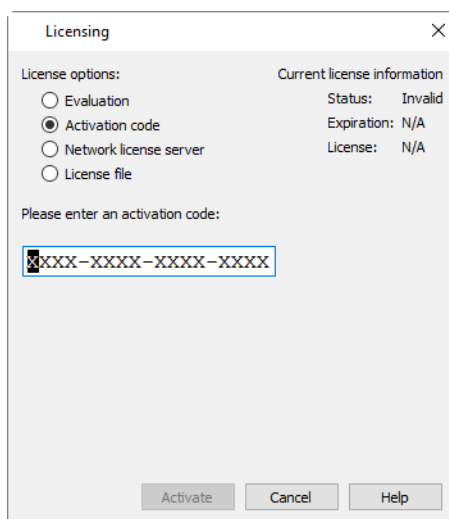 Licensing
License options:
Evaluation
Activation code
Network license server
License file
Current license information
Status: Invalid
Expiration: N/A
License: N/A
Please enter an activation code:
XXXX-XXXX-XXXX-XXXX
Activate Cancel Help